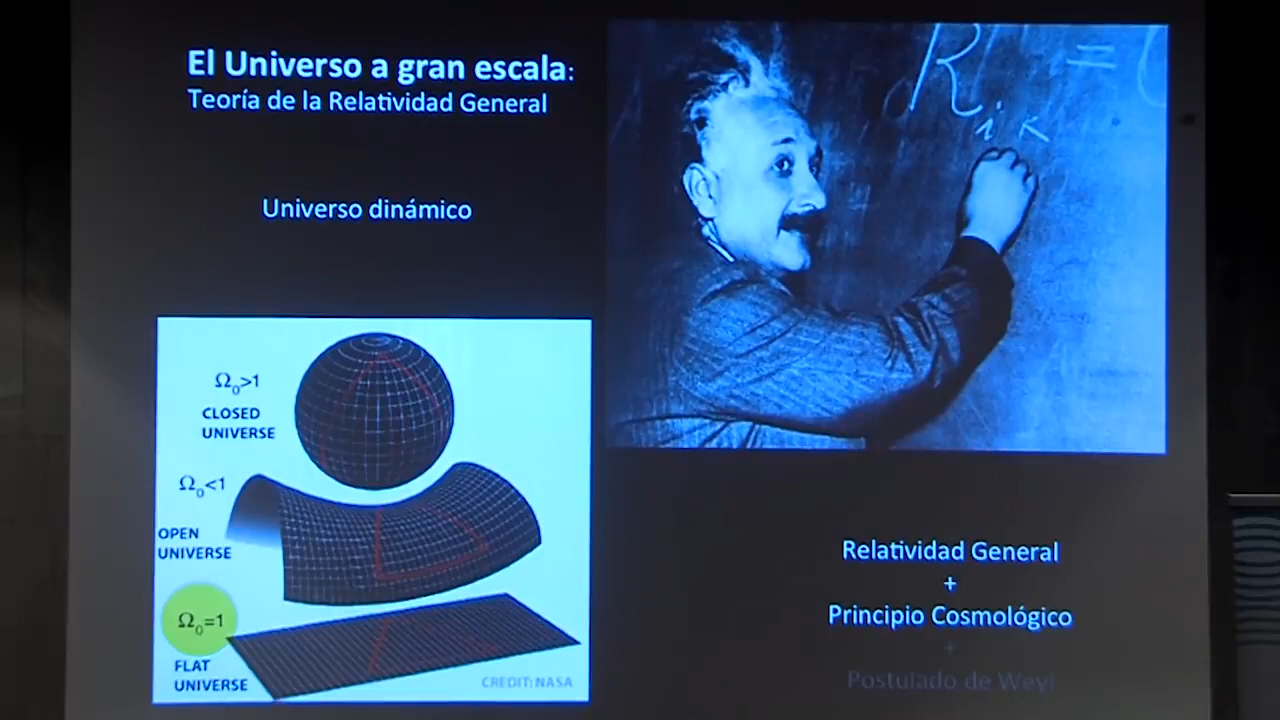 El Universo a gran escala:
Teoría de la Relatividad General
Universo dinámico
R i k = 
Ω₀>1
CLOSED
UNIVERSE
Ω₀<1
OPEN
UNIVERSE
Ω₀=1
FLAT
UNIVERSE
CREDIT: NASA
Relatividad General
+
Principio Cosmológico
+
Postulado de Weyl